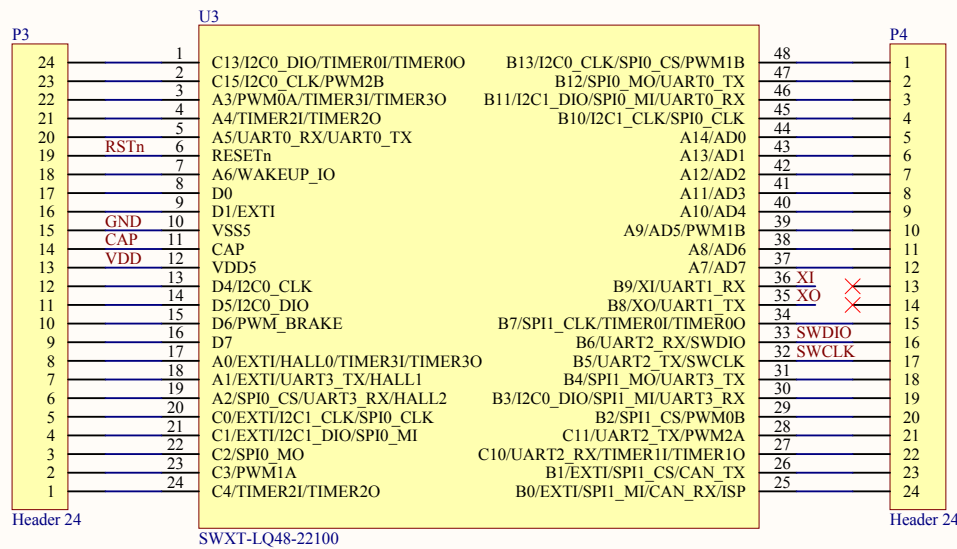 U3
P3 P4
24 1 C13/I2C0_DIO/TIMER0I/TIMER0O B13/I2C0_CLK/SPI0_CS/PWM1B 48 1
23 2 C15/I2C0_CLK/PWM2B B12/SPI0_MO/UART0_TX 47 2
22 3 A3/PWM0A/TIMER3I/TIMER3O B11/I2C1_DIO/SPI0_MI/UART0_RX 46 3
21 4 A4/TIMER2I/TIMER2O B10/I2C1_CLK/SPI0_CLK 45 4
20 5 A5/UART0_RX/UART0_TX A14/AD0 44 5
19 RSTn 6 RESETn A13/AD1 43 6
18 7 A6/WAKEUP_IO A12/AD2 42 7
17 8 D0 A11/AD3 41 8
16 9 D1/EXTI A10/AD4 40 9
15 GND 10 VSS5 A9/AD5/PWM1B 39 10
14 CAP 11 CAP A8/AD6 38 11
13 VDD 12 VDD5 A7/AD7 37 12
12 13 D4/I2C0_CLK B9/XI/UART1_RX 36 XI 13
11 14 D5/I2C0_DIO B8/XO/UART1_TX 35 XO 14
10 15 D6/PWM_BRAKE B7/SPI1_CLK/TIMER0I/TIMER0O 34 15
9 16 D7 B6/UART2_RX/SWDIO 33 SWDIO 16
8 17 A0/EXTI/HALL0/TIMER3I/TIMER3O B5/UART2_TX/SWCLK 32 SWCLK 17
7 18 A1/EXTI/UART3_TX/HALL1 B4/SPI1_MO/UART3_TX 31 18
6 19 A2/SPI0_CS/UART3_RX/HALL2 B3/I2C0_DIO/SPI1_MI/UART3_RX 30 19
5 20 C0/EXTI/I2C1_CLK/SPI0_CLK B2/SPI1_CS/PWM0B 29 20
4 21 C1/EXTI/I2C1_DIO/SPI0_MI C11/UART2_TX/PWM2A 28 21
3 22 C2/SPI0_MO C10/UART2_RX/TIMER1I/TIMER1O 27 22
2 23 C3/PWM1A B1/EXTI/SPI1_CS/CAN_TX 26 23
1 24 C4/TIMER2I/TIMER2O B0/EXTI/SPI1_MI/CAN_RX/ISP 25 24
Header 24 Header 24
SWXT-LQ48-22100